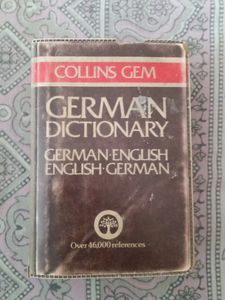 COLLINS GEM
GERMAN
DICTIONARY
GERMAN·ENGLISH
ENGLISH·GERMAN
Over 46,000 references